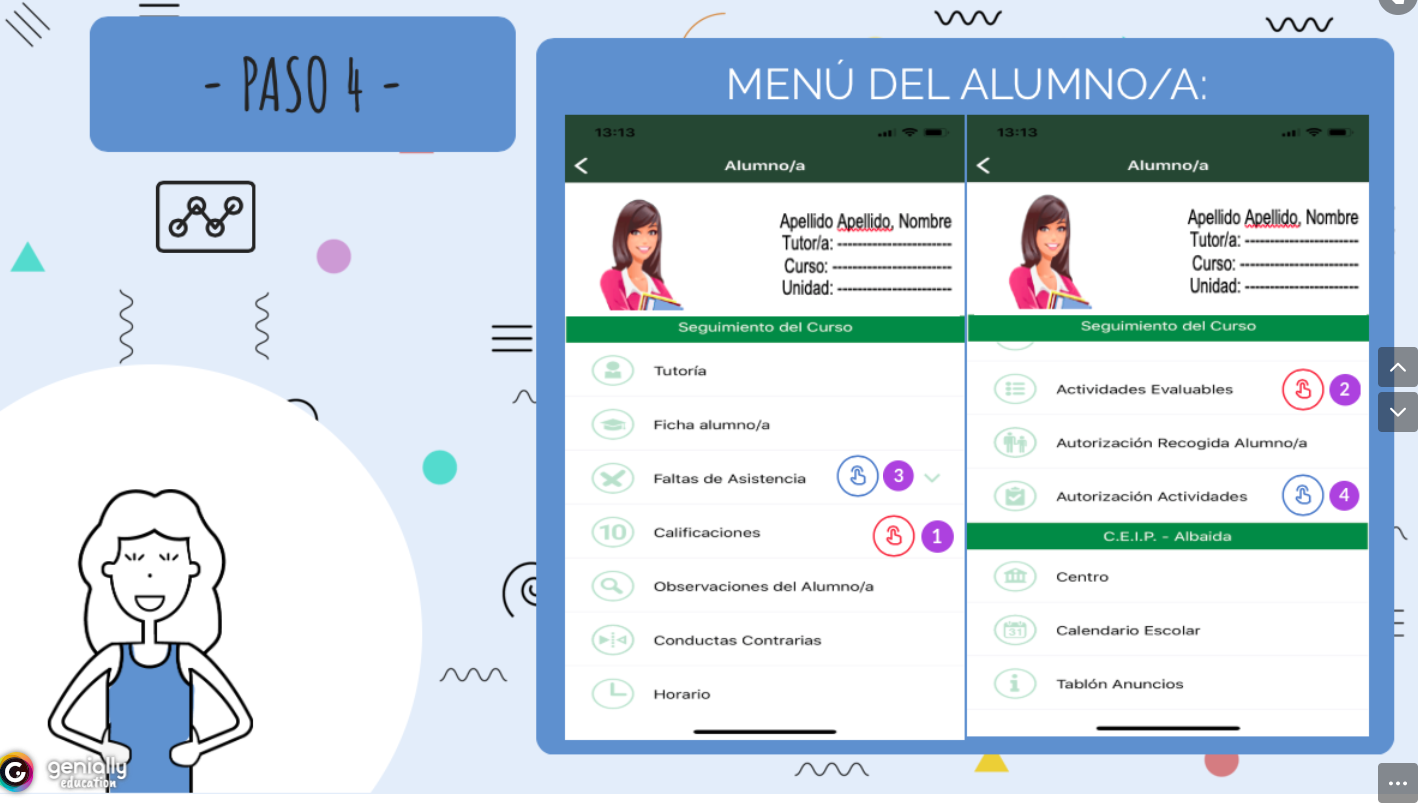 - PASO 4 -
MENÚ DEL ALUMNO/A:
13:13
Alumno/a
Apellido Apellido, Nombre
Tutor/a: -------------------------
Curso: --------------------------
Unidad: -------------------------
Seguimiento del Curso
Tutoría
Ficha alumno/a
Faltas de Asistencia 3
10 Calificaciones 1
Observaciones del Alumno/a
Conductas Contrarias
Horario
13:13
Alumno/a
Apellido Apellido, Nombre
Tutor/a: -------------------------
Curso: --------------------------
Unidad: -------------------------
Seguimiento del Curso
Actividades Evaluables 2
Autorización Recogida Alumno/a
Autorización Actividades 4
C.E.I.P. - Albaida
Centro
31 Calendario Escolar
Tablón Anuncios
genially
education